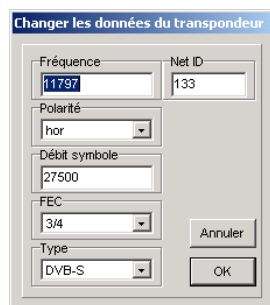 Changer les données du transpondeur
Fréquence
Net ID
11797
133
Polarité
hor
Débit symbole
27500
FEC
3/4
Annuler
Type
DVB-S
OK